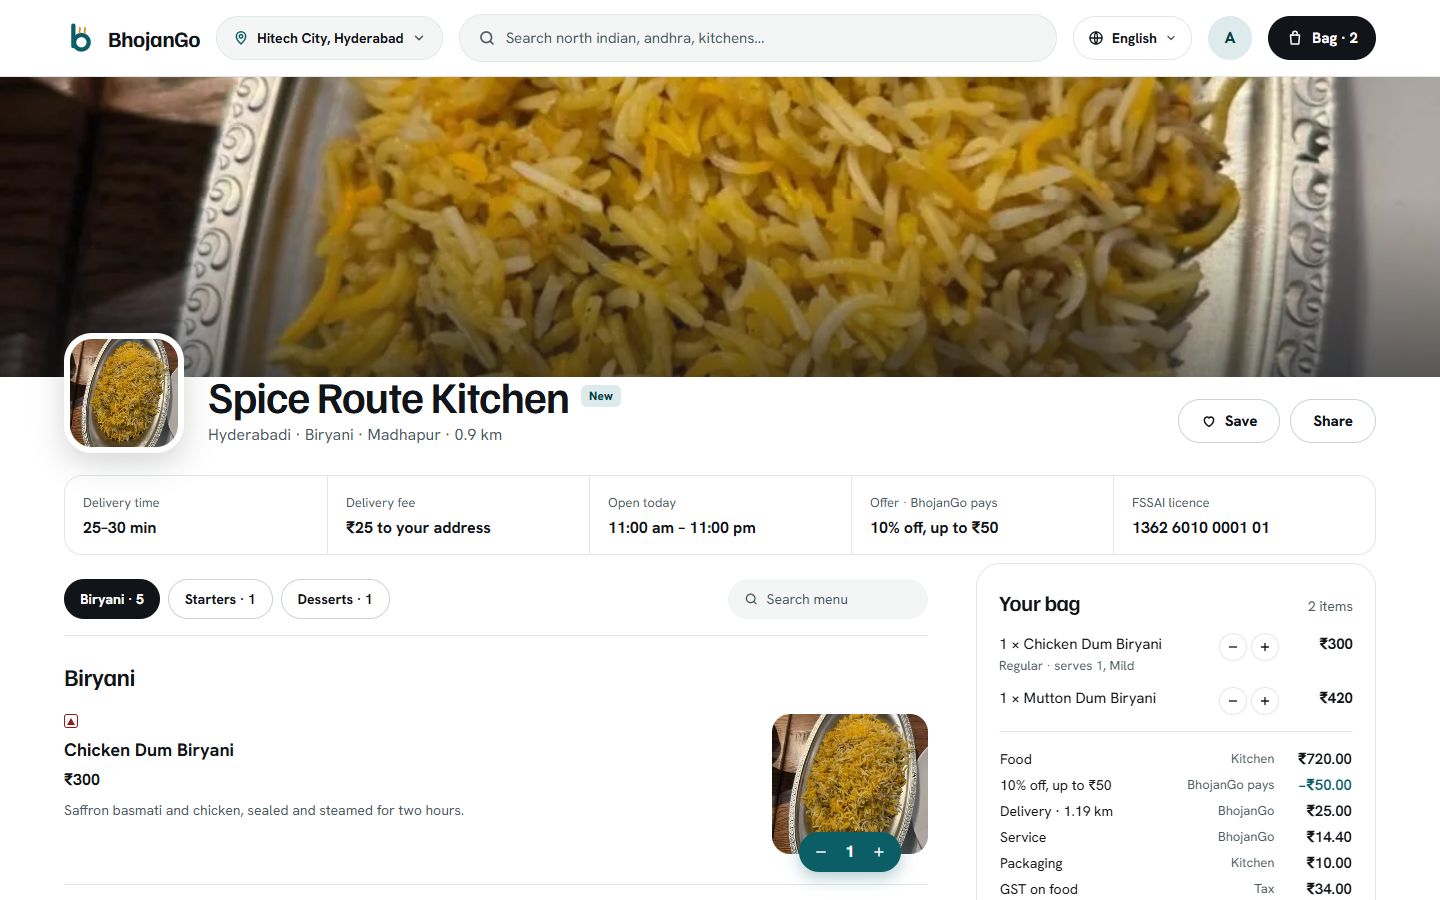 BhojanGo
Hitech City, Hyderabad
Search north indian, andhra, kitchens...
English
A
Bag · 2
Spice Route Kitchen
New
Hyderabadi · Biryani · Madhapur · 0.9 km
Save
Share
Delivery time
25–30 min
Delivery fee
₹25 to your address
Open today
11:00 am – 11:00 pm
Offer · BhojanGo pays
10% off, up to ₹50
FSSAI licence
1362 6010 0001 01
Biryani · 5
Starters · 1
Desserts · 1
Search menu
Biryani
Chicken Dum Biryani
₹300
Saffron basmati and chicken, sealed and steamed for two hours.
− 1 +
Your bag
2 items
1 × Chicken Dum Biryani − + ₹300
Regular · serves 1, Mild
1 × Mutton Dum Biryani − + ₹420
Food Kitchen ₹720.00
10% off, up to ₹50 BhojanGo pays −₹50.00
Delivery · 1.19 km BhojanGo ₹25.00
Service BhojanGo ₹14.40
Packaging Kitchen ₹10.00
GST on food Tax ₹34.00